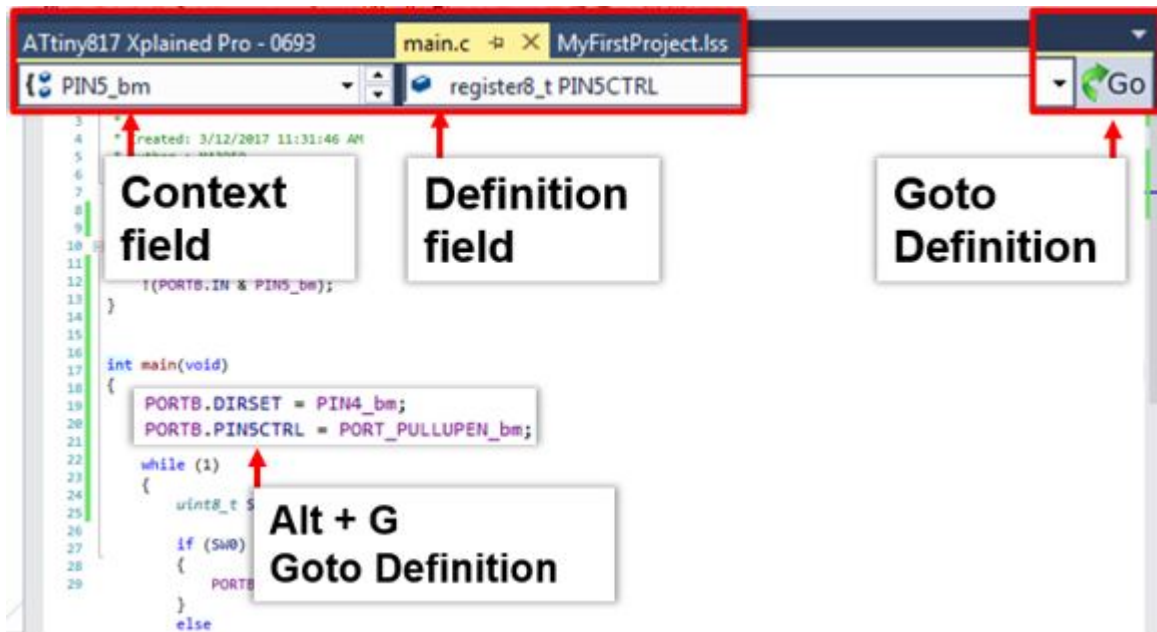 ATtiny817 Xplained Pro - 0693 main.c MyFirstProject.lss
PIN5_bm register8_t PIN5CTRL Go
3 *
4 * Created: 3/12/2017 11:31:46 AM
5
6
7
8
9
10
11
12 !(PORTB.IN & PIN5_bm);
13 }
14
15
16
17 int main(void)
18 {
19 PORTB.DIRSET = PIN4_bm;
20 PORTB.PIN5CTRL = PORT_PULLUPEN_bm;
21
22 while (1)
23 {
24 uint8_t
25
26 if (SW0)
27
28 {
29 PORTB
}
else
Context
field
Definition
field
Goto
Definition
Alt + G
Goto Definition